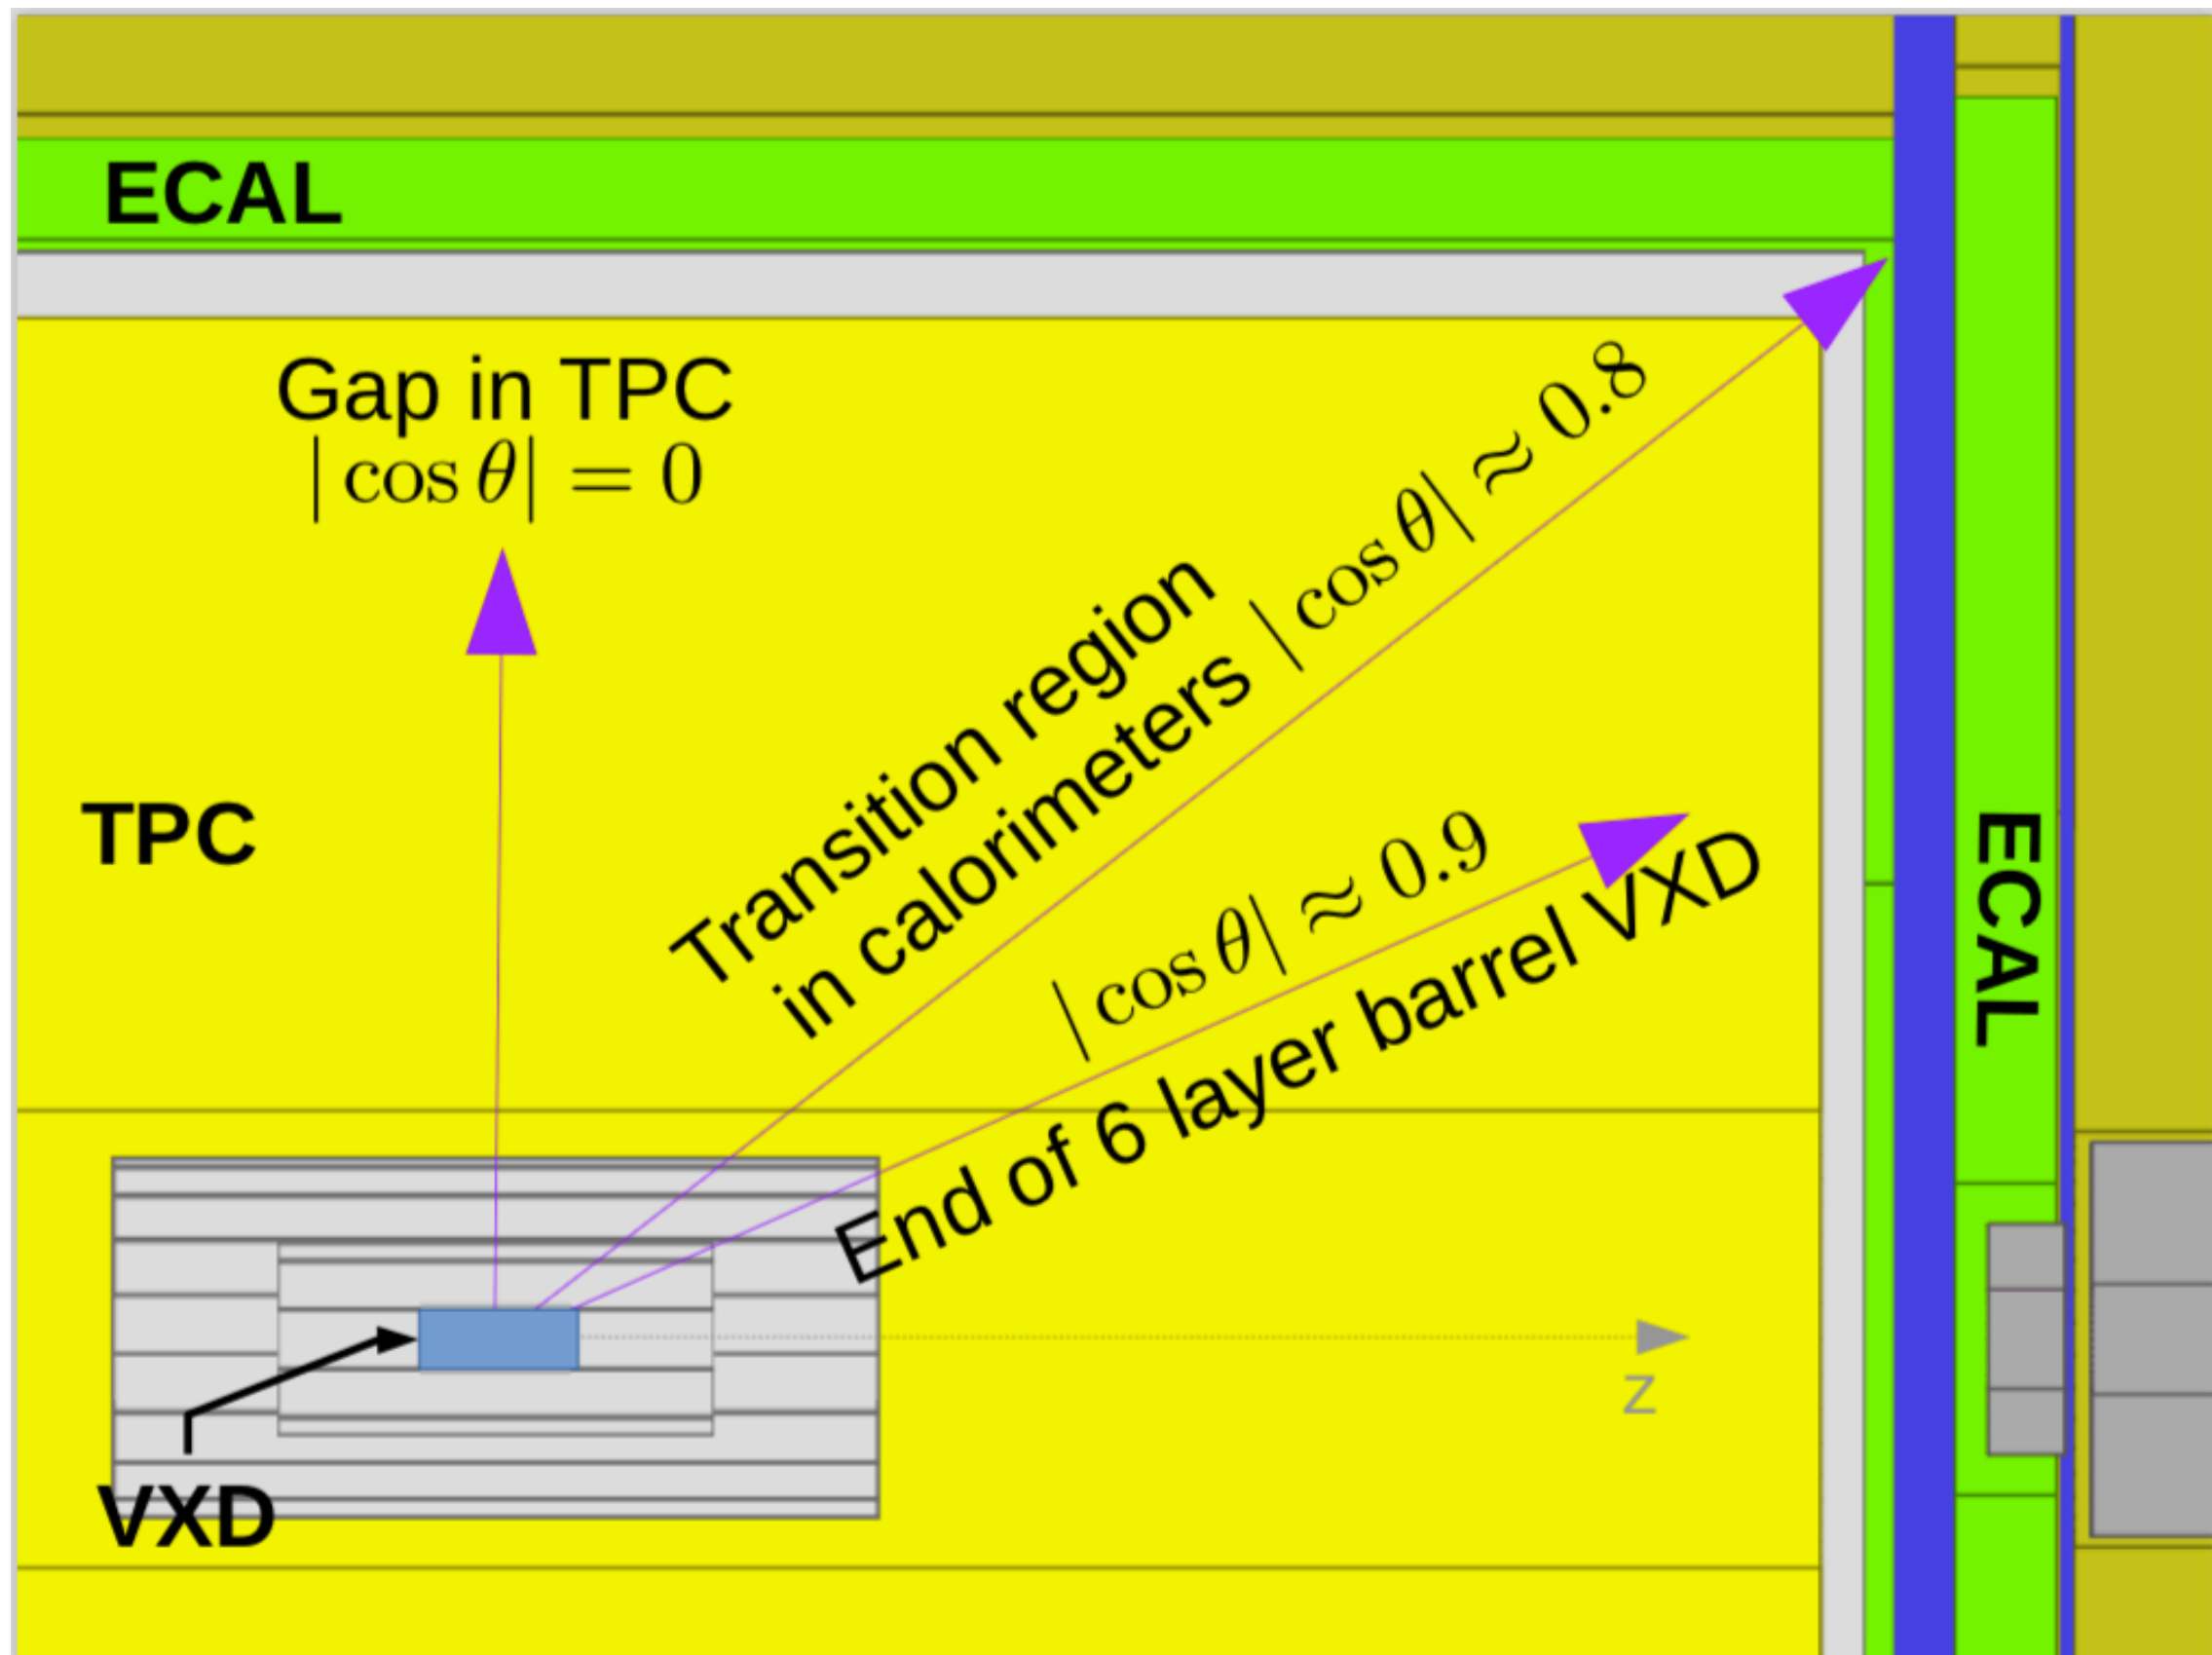 ECAL
Gap in TPC
| cos θ| = 0
TPC
Transition region
in calorimeters | cos θ| ≈ 0.8
| cos θ| ≈ 0.9
End of 6 layer barrel VXD
ECAL
z
VXD